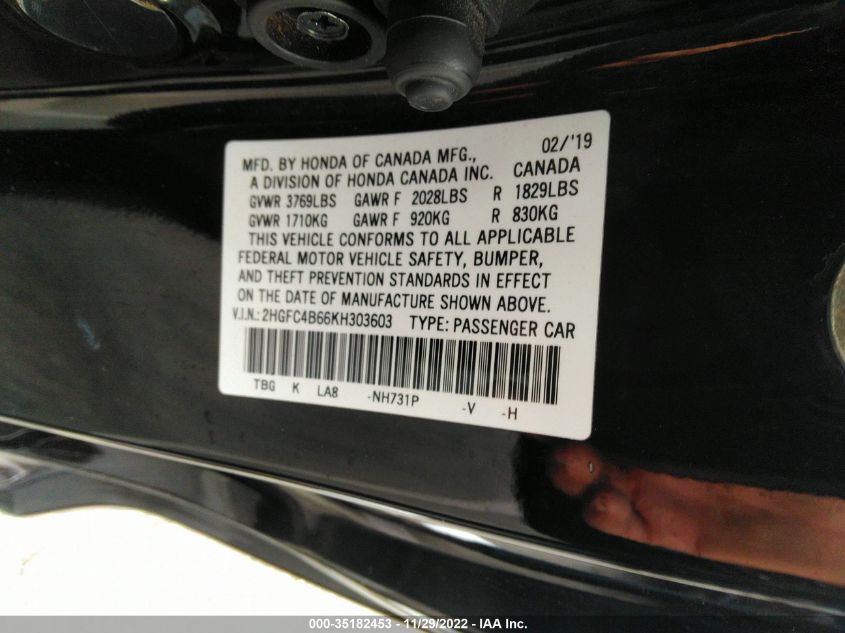 02/'19
MFD. BY HONDA OF CANADA MFG.,
A DIVISION OF HONDA CANADA INC. CANADA
GVWR 3769LBS GAWR F 2028LBS R 1829LBS
GVWR 1710KG GAWR F 920KG R 830KG
THIS VEHICLE CONFORMS TO ALL APPLICABLE
FEDERAL MOTOR VEHICLE SAFETY, BUMPER,
AND THEFT PREVENTION STANDARDS IN EFFECT
ON THE DATE OF MANUFACTURE SHOWN ABOVE.
V.I.N.: 2HGFC4B66KH303603 TYPE: PASSENGER CAR
TBG K LA8 -NH731P -V -H
000-35182453 - 11/29/2022 - IAA Inc.